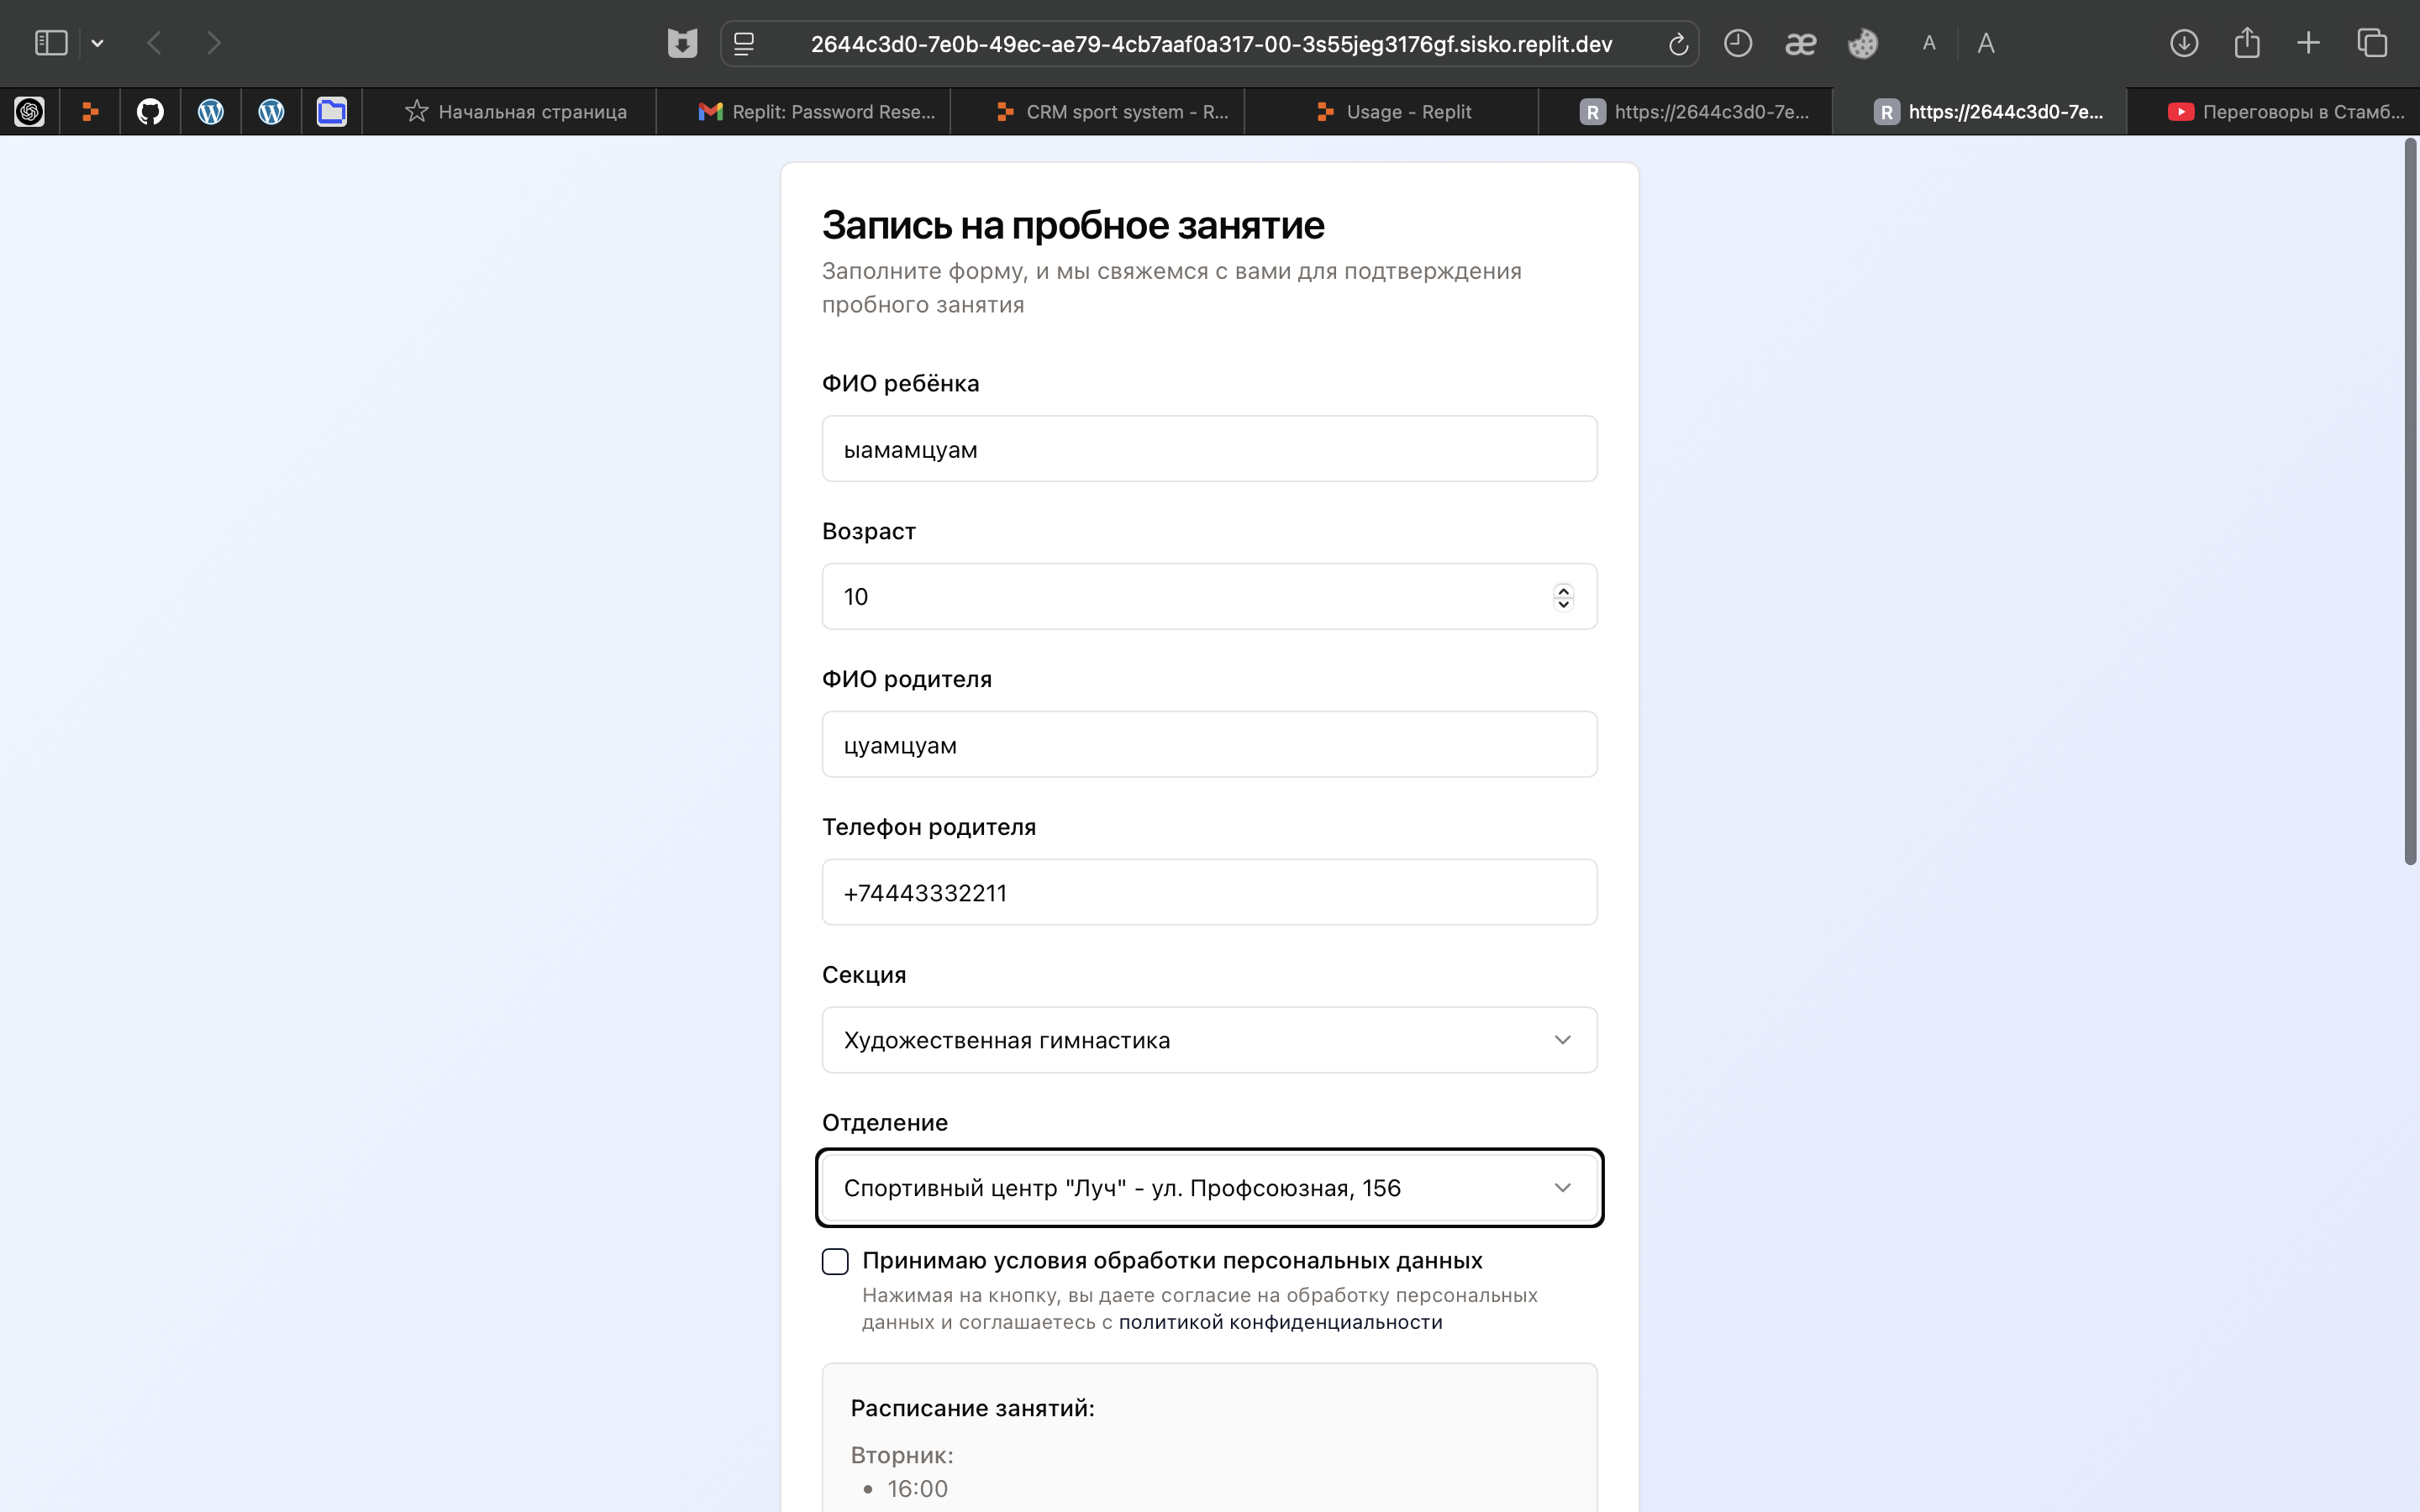 2644c3d0-7e0b-49ec-ae79-4cb7aaf0a317-00-3s55jeg3176gf.sisko.replit.dev
æ A A
Начальная страница Replit: Password Rese... CRM sport system - R... Usage - Replit R https://2644c3d0-7e... R https://2644c3d0-7e... Переговоры в Стамб...
Запись на пробное занятие
Заполните форму, и мы свяжемся с вами для подтверждения
пробного занятия
ФИО ребёнка
ыамамцуам
Возраст
10
ФИО родителя
цуамцуам
Телефон родителя
+74443332211
Секция
Художественная гимнастика
Отделение
Спортивный центр "Луч" - ул. Профсоюзная, 156
Принимаю условия обработки персональных данных
Нажимая на кнопку, вы даете согласие на обработку персональных
данных и соглашаетесь с политикой конфиденциальности
Расписание занятий:
Вторник:
• 16:00